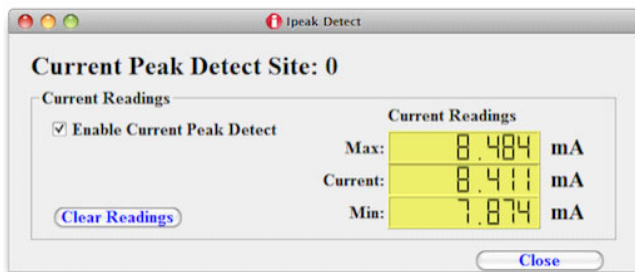 Ipeak Detect
Current Peak Detect Site: 0
Current Readings
Enable Current Peak Detect
Current Readings
Max: 8.484 mA
Current: 8.411 mA
Min: 7.874 mA
Clear Readings
Close